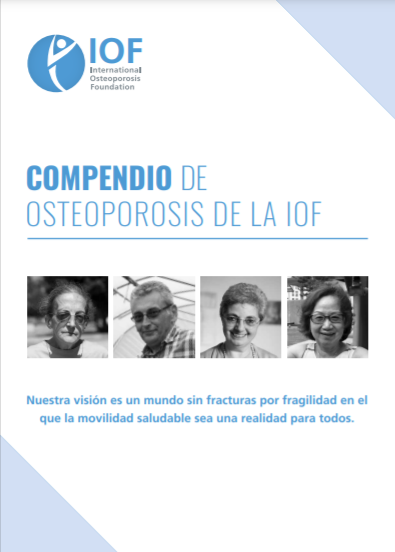 IOF
International
Osteoporosis
Foundation
COMPENDIO DE
OSTEOPOROSIS DE LA IOF
Nuestra visión es un mundo sin fracturas por fragilidad en el
que la movilidad saludable sea una realidad para todos.